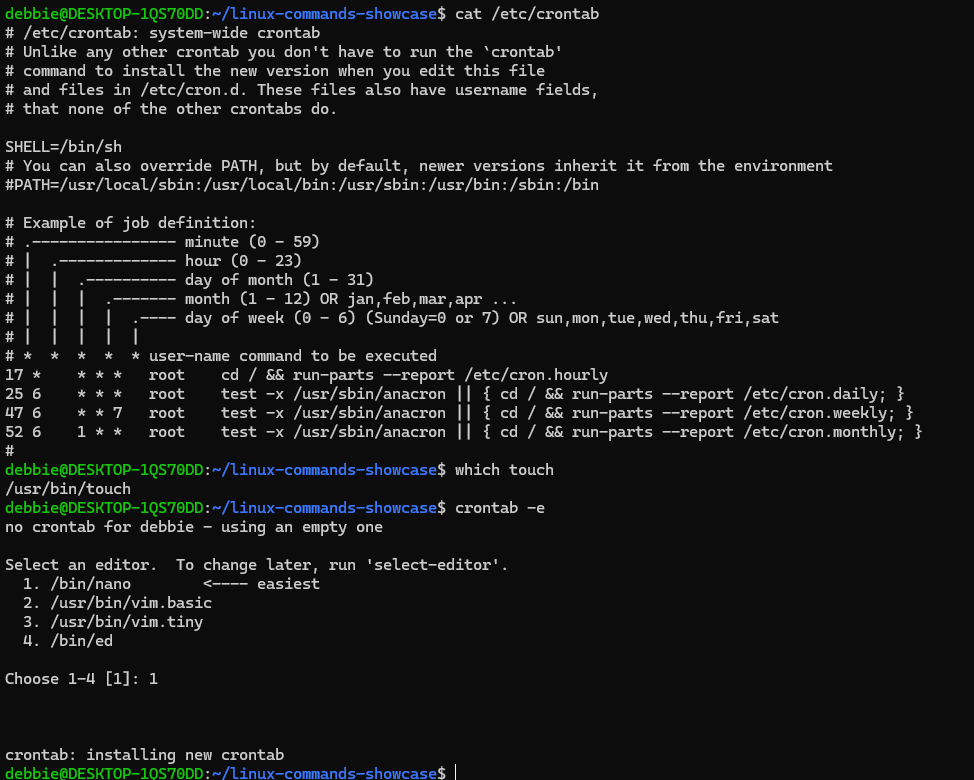 debbie@DESKTOP-1QS70DD:~/linux-commands-showcase$ cat /etc/crontab
# /etc/crontab: system-wide crontab
# Unlike any other crontab you don't have to run the `crontab'
# command to install the new version when you edit this file
# and files in /etc/cron.d. These files also have username fields,
# that none of the other crontabs do.

SHELL=/bin/sh
# You can also override PATH, but by default, newer versions inherit it from the environment
#PATH=/usr/local/sbin:/usr/local/bin:/usr/sbin:/usr/bin:/sbin:/bin

# Example of job definition:
# .---------------- minute (0 - 59)
# |  .------------- hour (0 - 23)
# |  |  .---------- day of month (1 - 31)
# |  |  |  .------- month (1 - 12) OR jan,feb,mar,apr ...
# |  |  |  |  .---- day of week (0 - 6) (Sunday=0 or 7) OR sun,mon,tue,wed,thu,fri,sat
# |  |  |  |  |
# *  *  *  *  * user-name command to be executed
17 *    * * *   root    cd / && run-parts --report /etc/cron.hourly
25 6    * * *   root    test -x /usr/sbin/anacron || { cd / && run-parts --report /etc/cron.daily; }
47 6    * * 7   root    test -x /usr/sbin/anacron || { cd / && run-parts --report /etc/cron.weekly; }
52 6    1 * *   root    test -x /usr/sbin/anacron || { cd / && run-parts --report /etc/cron.monthly; }
#
debbie@DESKTOP-1QS70DD:~/linux-commands-showcase$ which touch
/usr/bin/touch
debbie@DESKTOP-1QS70DD:~/linux-commands-showcase$ crontab -e
no crontab for debbie - using an empty one

Select an editor.  To change later, run 'select-editor'.
  1. /bin/nano        <---- easiest
  2. /usr/bin/vim.basic
  3. /usr/bin/vim.tiny
  4. /bin/ed

Choose 1-4 [1]: 1

crontab: installing new crontab
debbie@DESKTOP-1QS70DD:~/linux-commands-showcase$